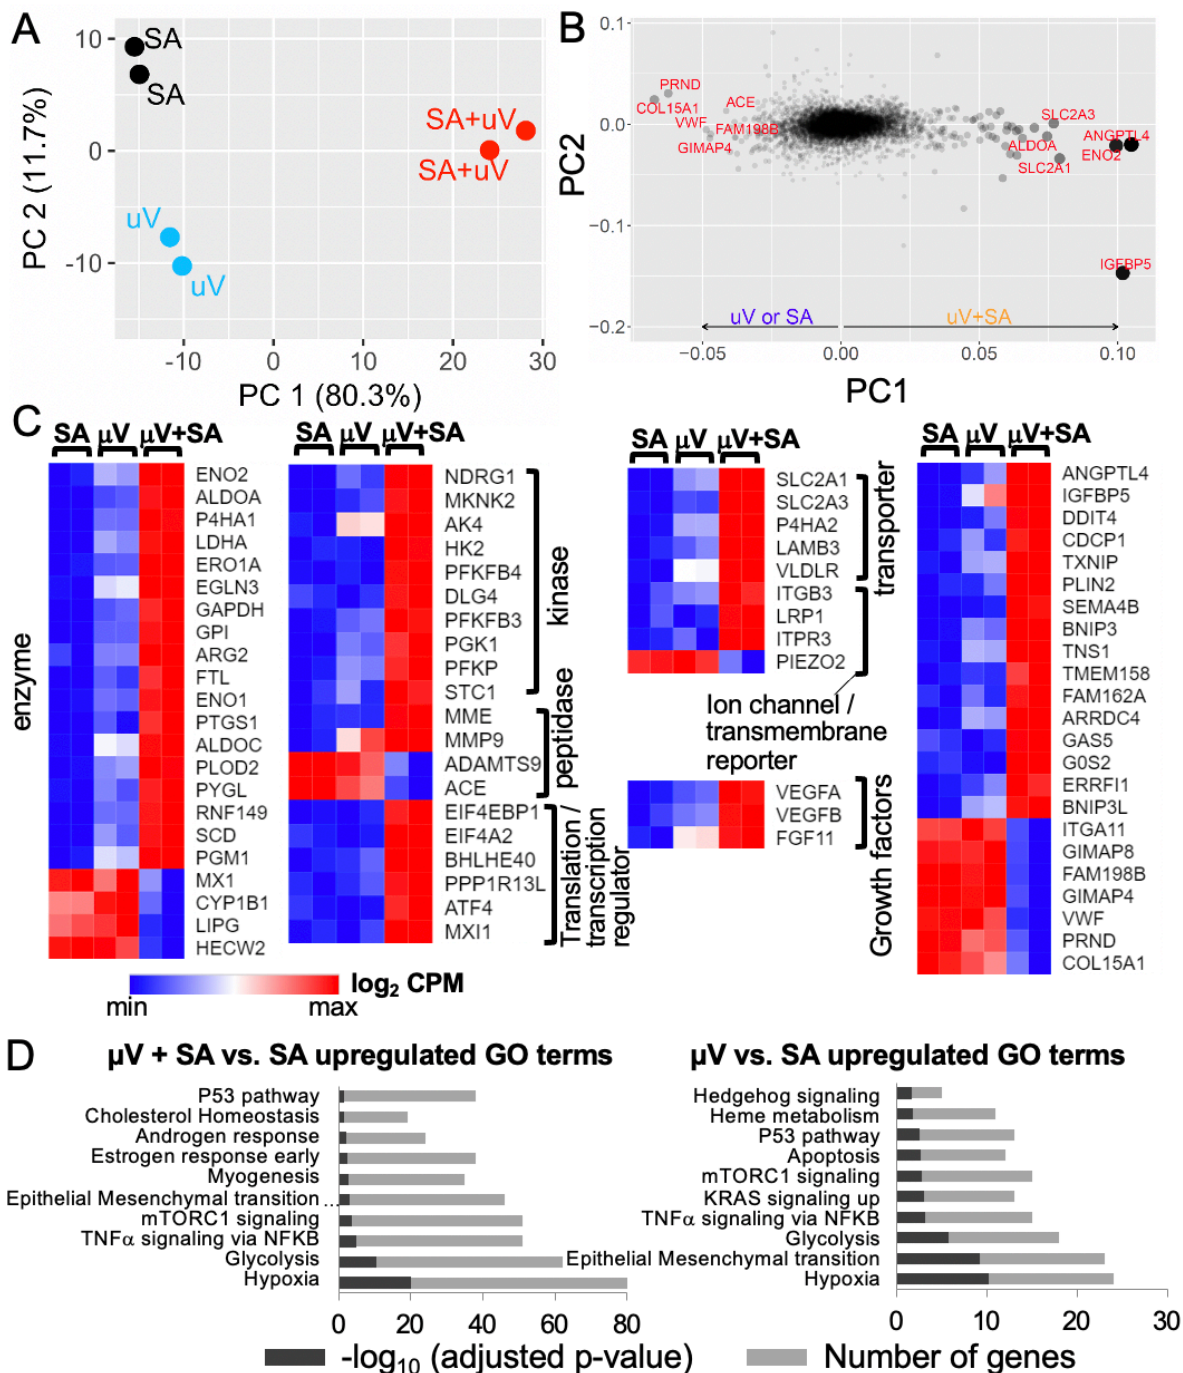 A
SA
SA
SA+uV
SA+uV
uV
uV
10
0
-10
PC 2 (11.7%)
-10
0
10
20
30
PC 1 (80.3%)
B
0.1
0.0
−0.1
−0.2
PC2
PRND
COL15A1
ACE
VWF
FAM198B
GIMAP4
SLC2A3
ANGPTL4
ALDOA
ENO2
SLC2A1
IGFBP5
uV or SA
uV+SA
−0.05
0.00
0.05
0.10
PC1
C
SA
µV
µV+SA
enzyme
ENO2
ALDOA
P4HA1
LDHA
ERO1A
EGLN3
GAPDH
GPI
ARG2
FTL
ENO1
PTGS1
ALDOC
PLOD2
PYGL
RNF149
SCD
PGM1
MX1
CYP1B1
LIPG
HECW2
SA
µV
µV+SA
NDRG1
MKNK2
AK4
HK2
PFKFB4
DLG4
PFKFB3
PGK1
PFKP
STC1
MME
MMP9
ADAMTS9
ACE
EIF4EBP1
EIF4A2
BHLHE40
PPP1R13L
ATF4
MXI1
kinase
peptidase
Translation /
transcription
regulator
SA
µV
µV+SA
SLC2A1
SLC2A3
P4HA2
LAMB3
VLDLR
ITGB3
LRP1
ITPR3
PIEZO2
transporter
Ion channel /
transmembrane
reporter
VEGFA
VEGFB
FGF11
Growth factors
SA
µV
µV+SA
ANGPTL4
IGFBP5
DDIT4
CDCP1
TXNIP
PLIN2
SEMA4B
BNIP3
TNS1
TMEM158
FAM162A
ARRDC4
GAS5
G0S2
ERRFI1
BNIP3L
ITGA11
GIMAP8
FAM198B
GIMAP4
VWF
PRND
COL15A1
log2 CPM
min
max
D
µV + SA vs. SA upregulated GO terms
P53 pathway
Cholesterol Homeostasis
Androgen response
Estrogen response early
Myogenesis
Epithelial Mesenchymal transition ...
mTORC1 signaling
TNFα signaling via NFKB
Glycolysis
Hypoxia
0
20
40
60
80
µV vs. SA upregulated GO terms
Hedgehog signaling
Heme metabolism
P53 pathway
Apoptosis
mTORC1 signaling
KRAS signaling up
TNFα signaling via NFKB
Glycolysis
Epithelial Mesenchymal transition
Hypoxia
0
10
20
30
-log10 (adjusted p-value)
Number of genes